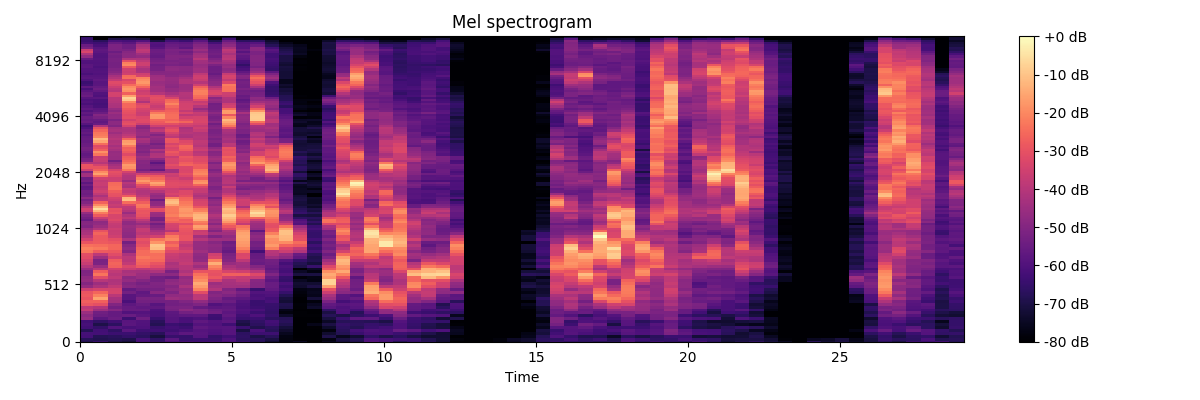 Mel spectrogram
+0 dB
8192
-10 dB
4096
-20 dB
-30 dB
2048
Hz
-40 dB
1024
-50 dB
512
-60 dB
-70 dB
0
-80 dB
0 5 10 15 20 25
Time